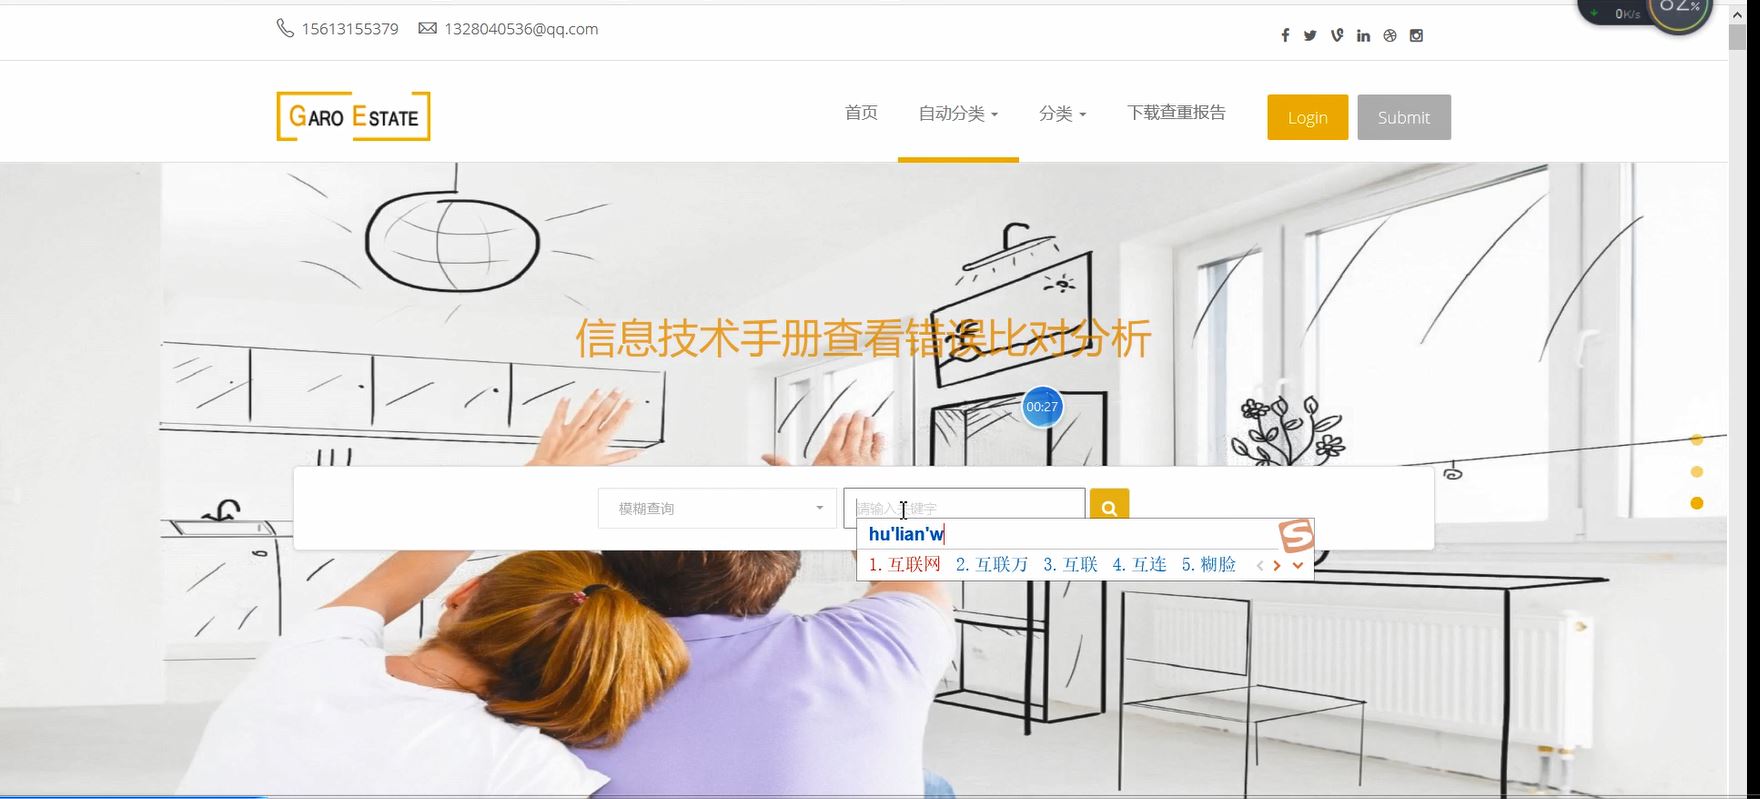 15613155379 1328040536@qq.com
0K/s
82%
GARO ESTATE
首页 自动分类 分类 下载查重报告 Login Submit
信息技术手册查看错误比对分析
00:27
模糊查询 请输入关键字
hu'lian'w
1.互联网 2.互联万 3.互联 4.互连 5.糊脸